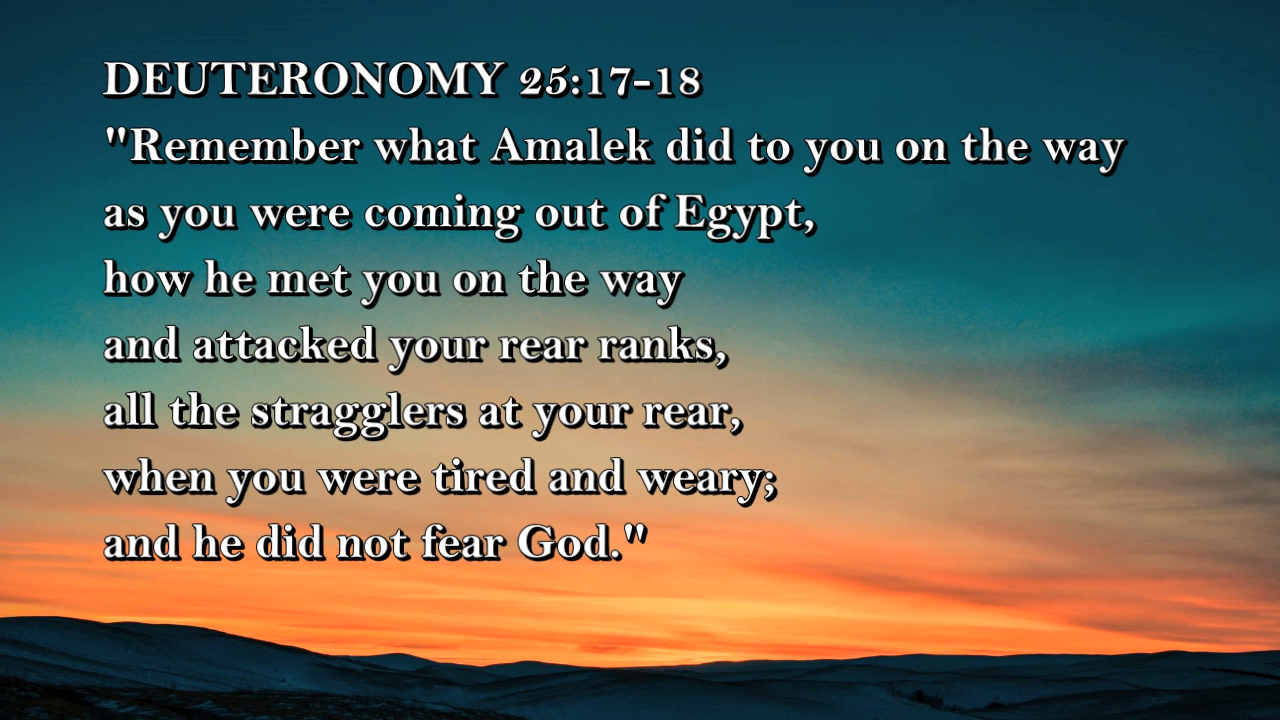 DEUTERONOMY 25:17-18
"Remember what Amalek did to you on the way
as you were coming out of Egypt,
how he met you on the way
and attacked your rear ranks,
all the stragglers at your rear,
when you were tired and weary;
and he did not fear God."